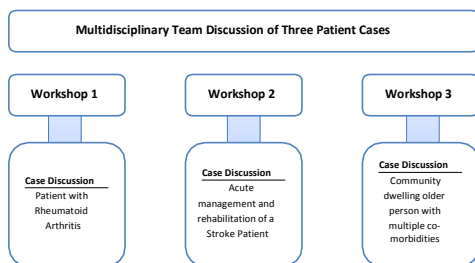 Multidisciplinary Team Discussion of Three Patient Cases
Workshop 1
Workshop 2
Workshop 3
Case Discussion
Patient with
Rheumatoid
Arthritis
Case Discussion
Acute
management and
rehabilitation of a
Stroke Patient
Case Discussion
Community
dwelling older
person with
multiple co-
morbidities